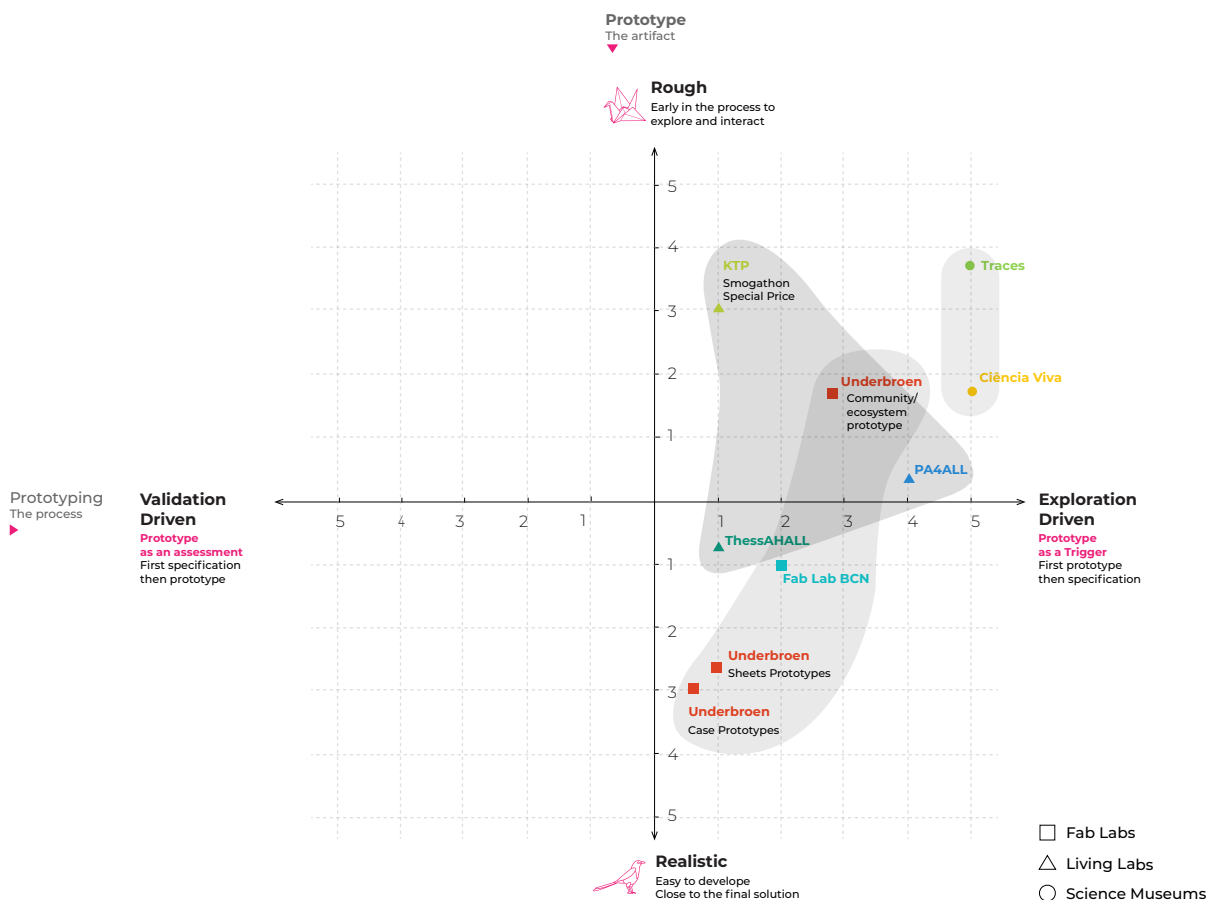 Prototype
The artifact
Rough
Early in the process to
explore and interact
5
4
KTP
Smogathon
Special Price
Traces
3
2
Ciência Viva
Underbroen
Community/
ecosystem
prototype
1
PA4ALL
Prototyping
The process
Validation
Driven
Prototype
as an assessment
First specification
then prototype
5 4 3 2 1 1 2 3 4 5
Exploration
Driven
Prototype
as a Trigger
First prototype
then specification
ThessAHALL
1
Fab Lab BCN
2
Underbroen
Sheets Prototypes
3
Underbroen
Case Prototypes
4
5
Realistic
Easy to develop
Close to the final solution
Fab Labs
Living Labs
Science Museums